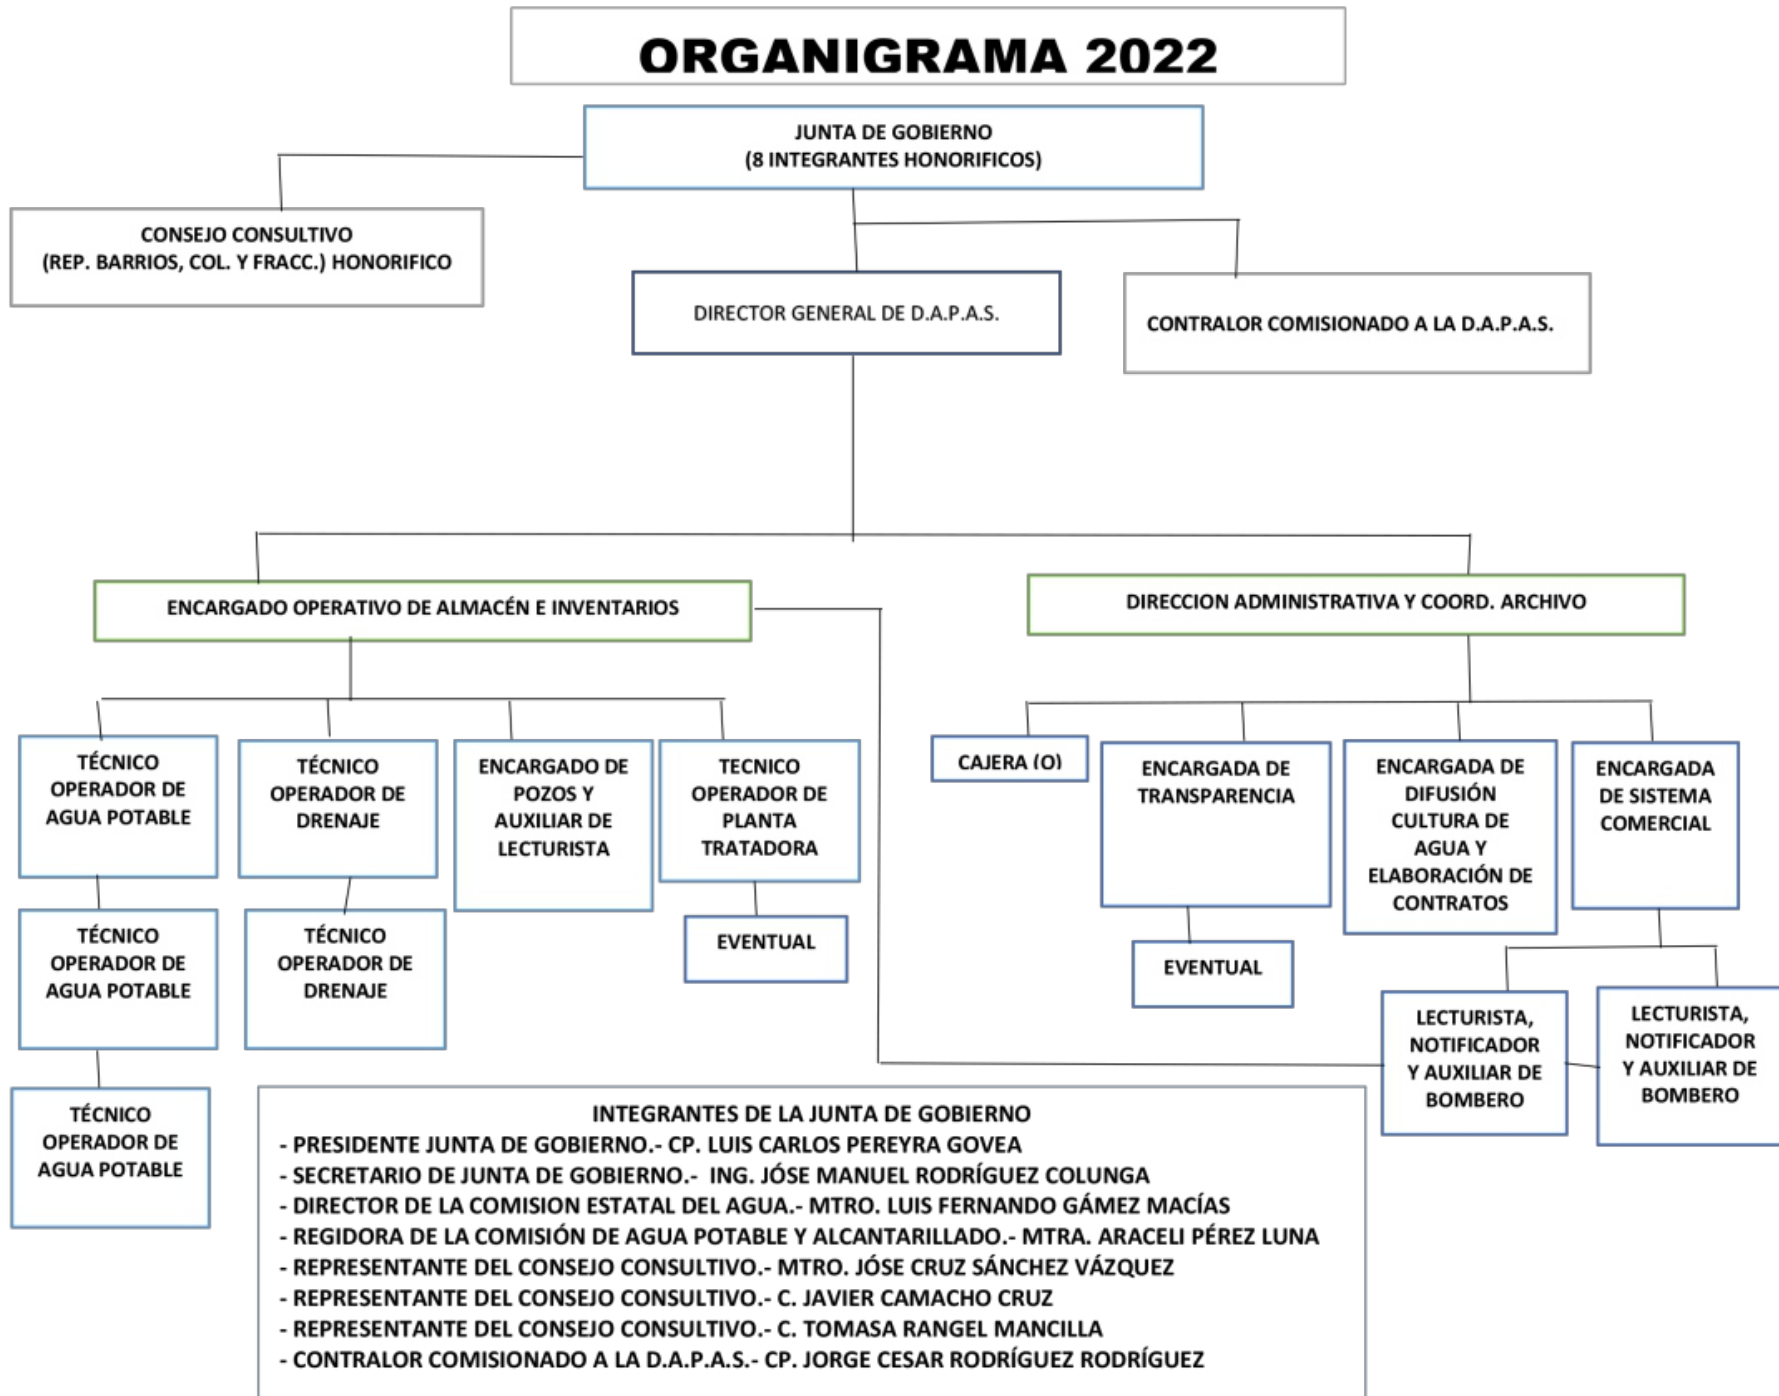 ORGANIGRAMA 2022
JUNTA DE GOBIERNO
(8 INTEGRANTES HONORIFICOS)
CONSEJO CONSULTIVO
(REP. BARRIOS, COL. Y FRACC.) HONORIFICO
DIRECTOR GENERAL DE D.A.P.A.S.
CONTRALOR COMISIONADO A LA D.A.P.A.S.
ENCARGADO OPERATIVO DE ALMACÉN E INVENTARIOS
DIRECCION ADMINISTRATIVA Y COORD. ARCHIVO
TÉCNICO
OPERADOR DE
AGUA POTABLE
TÉCNICO
OPERADOR DE
DRENAJE
ENCARGADO DE
POZOS Y
AUXILIAR DE
LECTURISTA
TECNICO
OPERADOR DE
PLANTA
TRATADORA
CAJERA (O)
ENCARGADA DE
TRANSPARENCIA
ENCARGADA DE
DIFUSIÓN
CULTURA DE
AGUA Y
ELABORACIÓN DE
CONTRATOS
ENCARGADA
DE SISTEMA
COMERCIAL
TÉCNICO
OPERADOR DE
AGUA POTABLE
TÉCNICO
OPERADOR DE
DRENAJE
EVENTUAL
EVENTUAL
LECTURISTA,
NOTIFICADOR
Y AUXILIAR DE
BOMBERO
LECTURISTA,
NOTIFICADOR
Y AUXILIAR DE
BOMBERO
TÉCNICO
OPERADOR DE
AGUA POTABLE
INTEGRANTES DE LA JUNTA DE GOBIERNO
- PRESIDENTE JUNTA DE GOBIERNO.- CP. LUIS CARLOS PEREYRA GOVEA
- SECRETARIO DE JUNTA DE GOBIERNO.- ING. JÓSE MANUEL RODRÍGUEZ COLUNGA
- DIRECTOR DE LA COMISION ESTATAL DEL AGUA.- MTRO. LUIS FERNANDO GÁMEZ MACÍAS
- REGIDORA DE LA COMISIÓN DE AGUA POTABLE Y ALCANTARILLADO.- MTRA. ARACELI PÉREZ LUNA
- REPRESENTANTE DEL CONSEJO CONSULTIVO.- MTRO. JÓSE CRUZ SÁNCHEZ VÁZQUEZ
- REPRESENTANTE DEL CONSEJO CONSULTIVO.- C. JAVIER CAMACHO CRUZ
- REPRESENTANTE DEL CONSEJO CONSULTIVO.- C. TOMASA RANGEL MANCILLA
- CONTRALOR COMISIONADO A LA D.A.P.A.S.- CP. JORGE CESAR RODRÍGUEZ RODRÍGUEZ